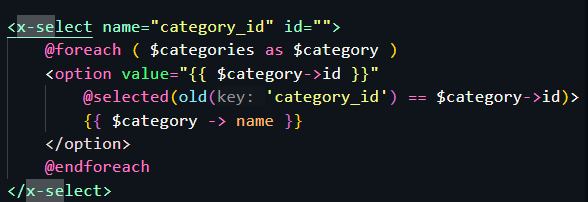 <x-select name="category_id" id="">
@foreach ( $categories as $category )
<option value="{{ $category->id }}"
@selected(old(key: 'category_id') == $category->id)>
{{ $category -> name }}
</option>
@endforeach
</x-select>